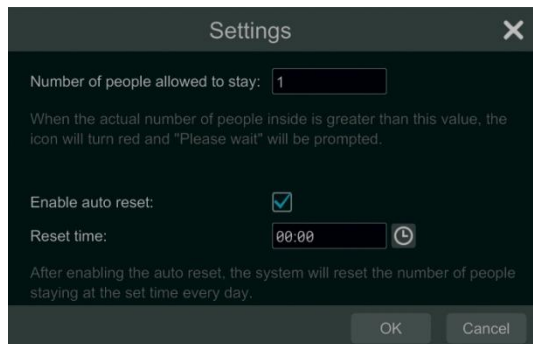 Settings
Number of people allowed to stay: 1
When the actual number of people inside is greater than this value, the
icon will turn red and "Please wait" will be prompted.
Enable auto reset:
Reset time: 00:00
After enabling the auto reset, the system will reset the number of people
staying at the set time every day.
OK Cancel